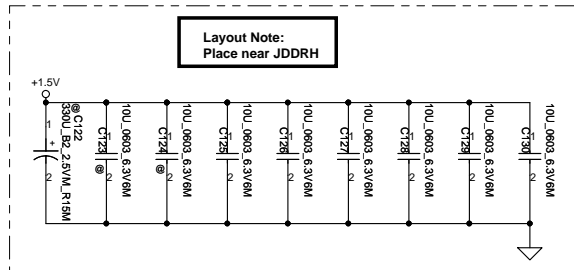 Layout Note:
Place near JDDRH
+1.5V
1
+
2
@C122
330U_B2_2.5VM_R15M
C123
1
2
@
10U_0603_6.3V6M
C124
1
2
@
10U_0603_6.3V6M
C125
1
2
10U_0603_6.3V6M
C126
1
2
10U_0603_6.3V6M
C127
1
2
10U_0603_6.3V6M
C128
1
2
10U_0603_6.3V6M
C129
1
2
10U_0603_6.3V6M
C130
1
2
10U_0603_6.3V6M